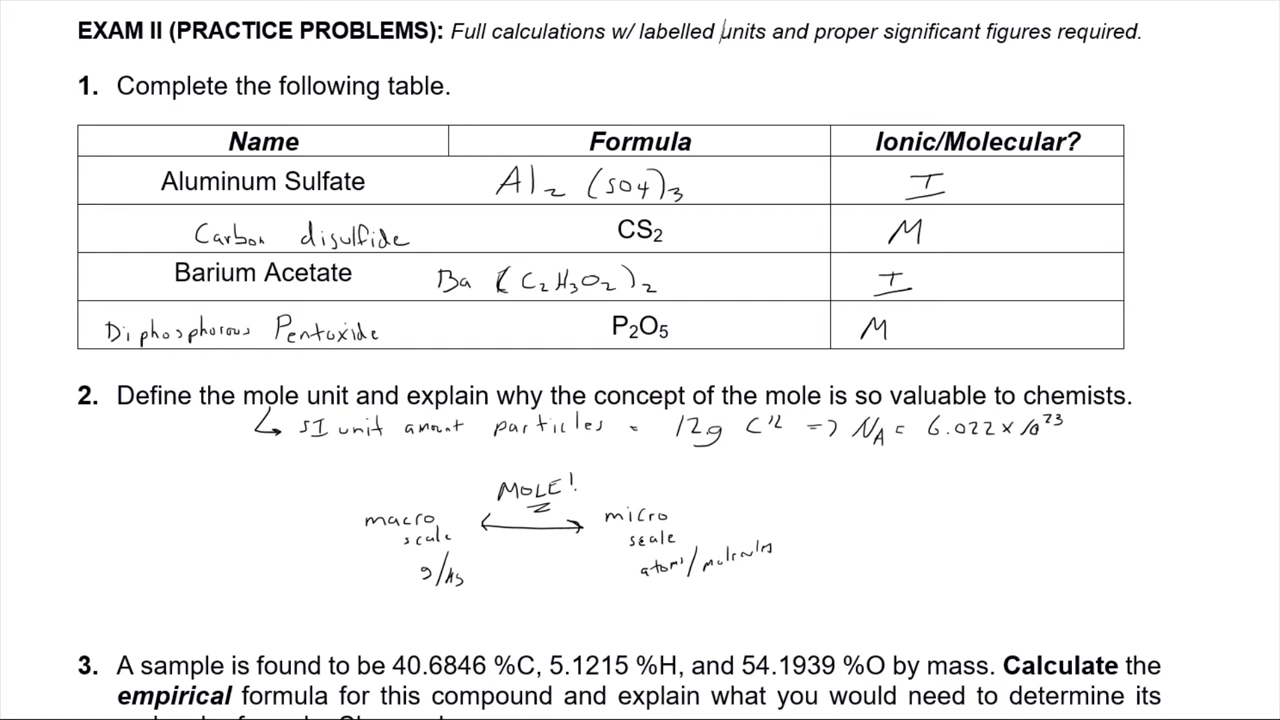 EXAM II (PRACTICE PROBLEMS): Full calculations w/ labelled units and proper significant figures required.
1. Complete the following table.
Name Formula Ionic/Molecular?
Aluminum Sulfate Al₂ (SO₄)₃ I
Carbon disulfide CS₂ M
Barium Acetate Ba (C₂H₃O₂)₂ I
Diphosphorous Pentoxide P₂O₅ M
2. Define the mole unit and explain why the concept of the mole is so valuable to chemists.
↳ SI unit amount particles = 12g C¹² => N_A = 6.022 x 10²³
MOLE!
macro ⟷ micro
scale scale
g/kg atoms/molecules
3. A sample is found to be 40.6846 %C, 5.1215 %H, and 54.1939 %O by mass. Calculate the
empirical formula for this compound and explain what you would need to determine its